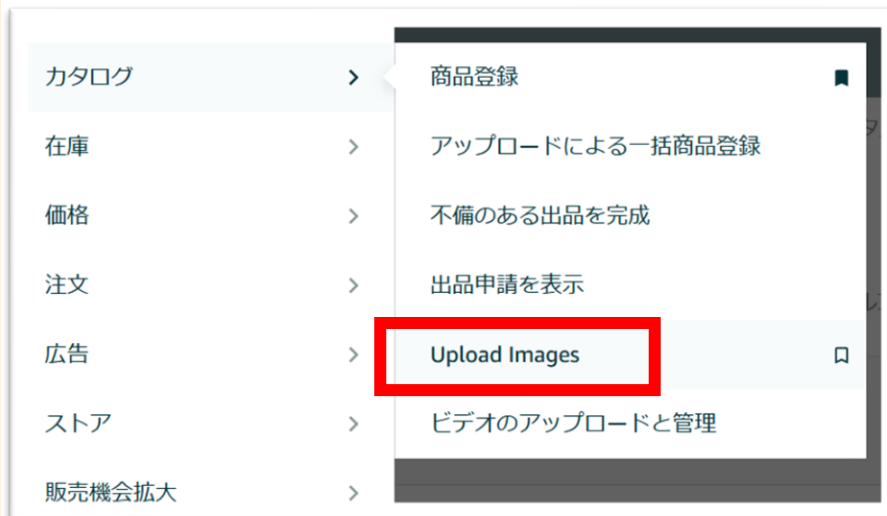 カタログ
在庫
価格
注文
広告
ストア
販売機会拡大
商品登録
アップロードによる一括商品登録
不備のある出品を完成
出品申請を表示
Upload Images
ビデオのアップロードと管理